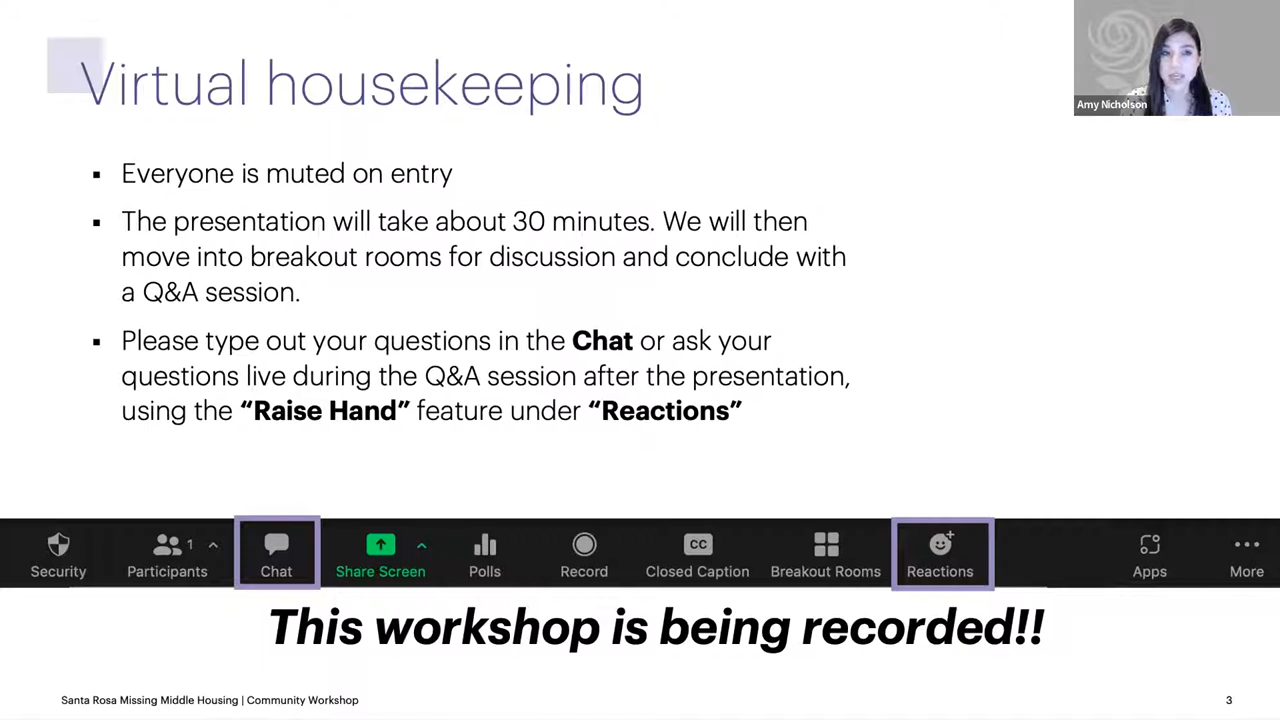 Virtual housekeeping
Amy Nicholson
▪ Everyone is muted on entry
▪ The presentation will take about 30 minutes. We will then
move into breakout rooms for discussion and conclude with
a Q&A session.
▪ Please type out your questions in the Chat or ask your
questions live during the Q&A session after the presentation,
using the “Raise Hand” feature under “Reactions”
1
CC
Security Participants Chat Share Screen Polls Record Closed Caption Breakout Rooms Reactions Apps More
This workshop is being recorded!!
Santa Rosa Missing Middle Housing | Community Workshop
3